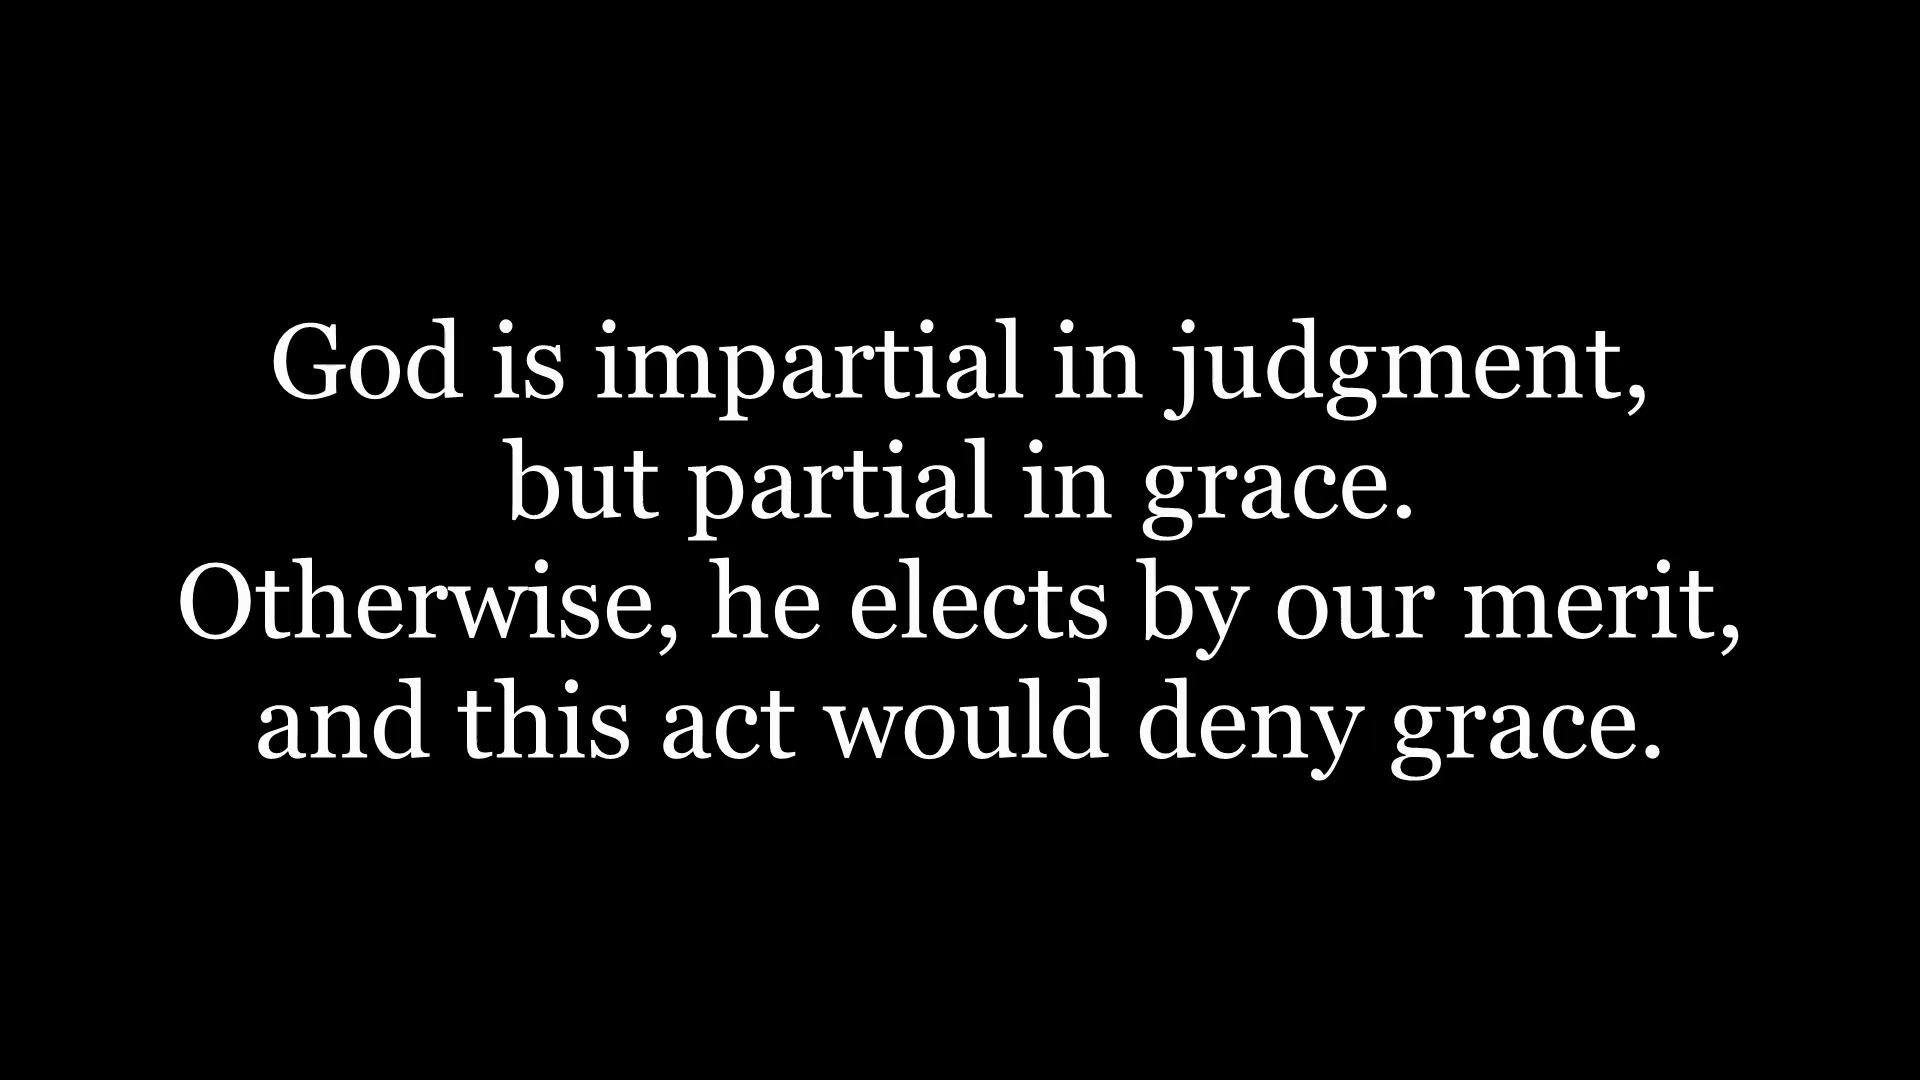 God is impartial in judgment,
but partial in grace.
Otherwise, he elects by our merit,
and this act would deny grace.